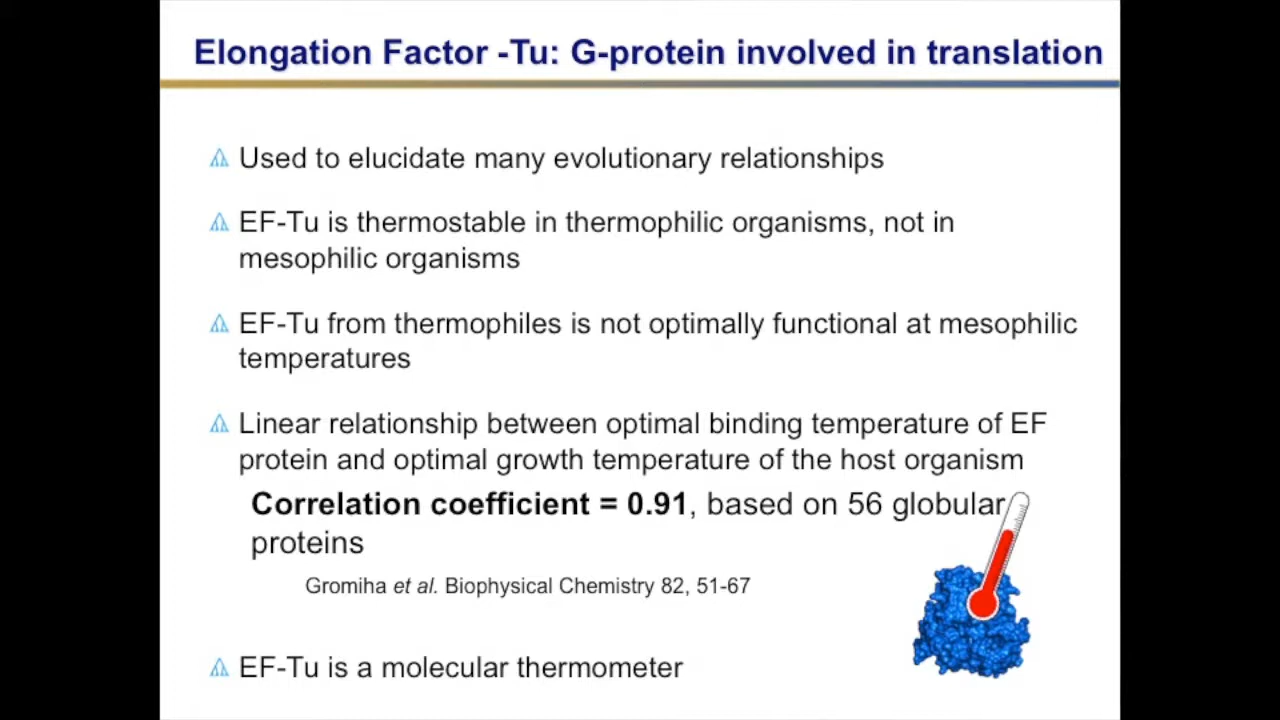 Elongation Factor -Tu: G-protein involved in translation
Used to elucidate many evolutionary relationships
EF-Tu is thermostable in thermophilic organisms, not in
mesophilic organisms
EF-Tu from thermophiles is not optimally functional at mesophilic
temperatures
Linear relationship between optimal binding temperature of EF
protein and optimal growth temperature of the host organism
Correlation coefficient = 0.91, based on 56 globular
proteins
Gromiha et al. Biophysical Chemistry 82, 51-67
EF-Tu is a molecular thermometer